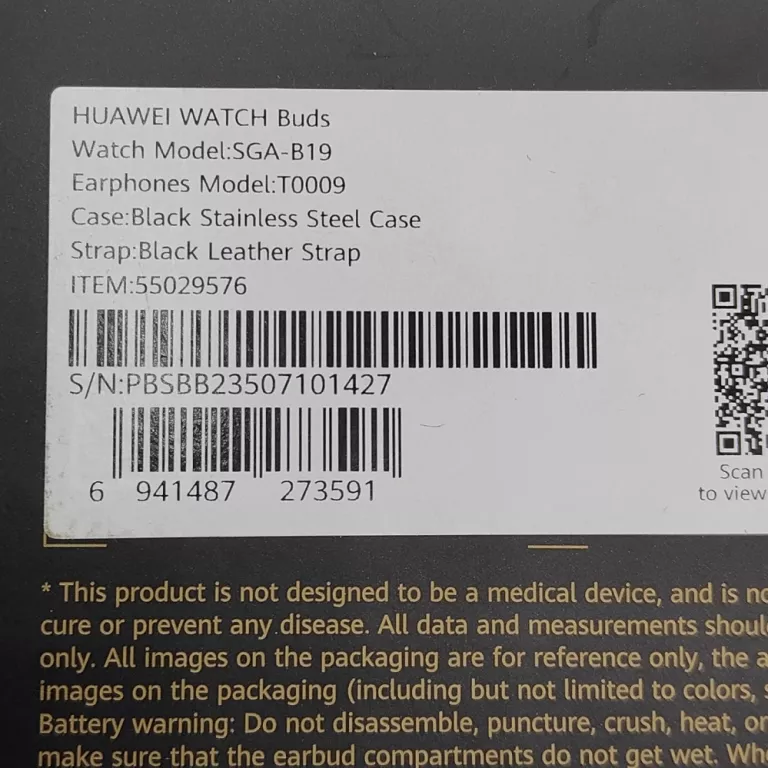 HUAWEI WATCH Buds
Watch Model:SGA-B19
Earphones Model:T0009
Case:Black Stainless Steel Case
Strap:Black Leather Strap
ITEM:55029576
S/N:PBSBB23507101427
6 941487 273591
Scan
to view
* This product is not designed to be a medical device, and is
cure or prevent any disease. All data and measurements
only. All images on the packaging are for reference only, the
images on the packaging (including but not limited to colors,
Battery warning: Do not disassemble, puncture, crush, heat,
make sure that the earbud compartments do not get wet.